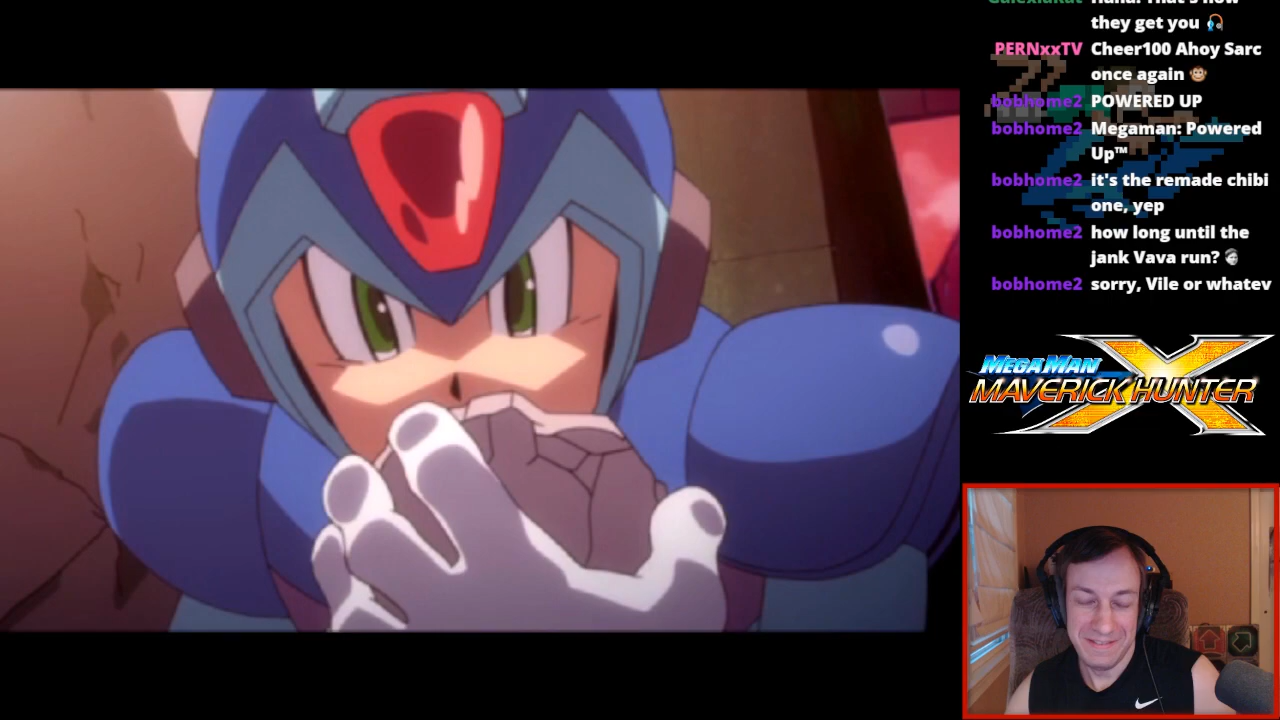 they get you
PERNxxTV Cheer100 Ahoy Sarc
once again
bobhome2 POWERED UP
bobhome2 Megaman: Powered
Up™
bobhome2 it's the remade chibi
one, yep
bobhome2 how long until the
jank Vava run?
bobhome2 sorry, Vile or whatev
MEGAMAN X
MAVERICK HUNTER